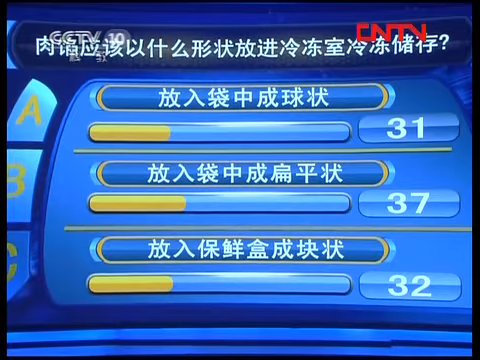 CCTV 10
科教
CNTV
肉馅应该以什么形状放进冷冻室冷冻储存?
A
放入袋中成球状
31
B
放入袋中成扁平状
37
C
放入保鲜盒成块状
32